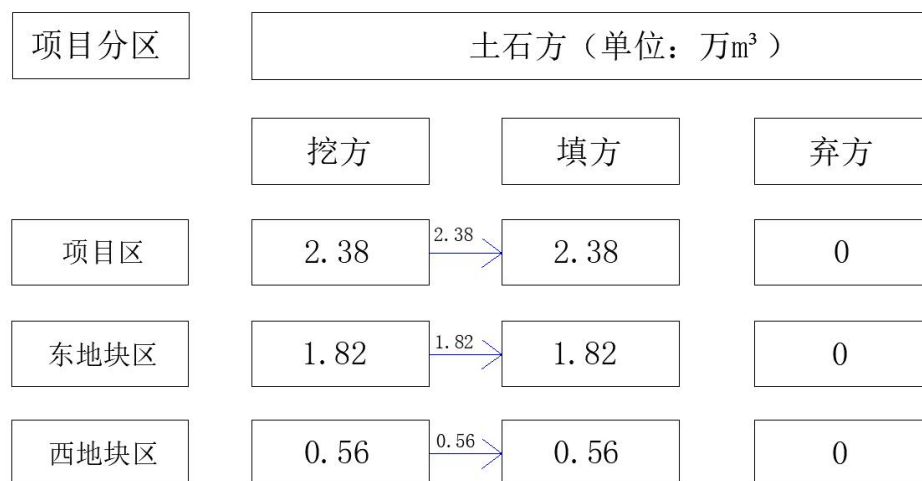 项目分区 土石方（单位：万m³）
挖方 填方 弃方
项目区 2.38 2.38 2.38 0
东地块区 1.82 1.82 1.82 0
西地块区 0.56 0.56 0.56 0